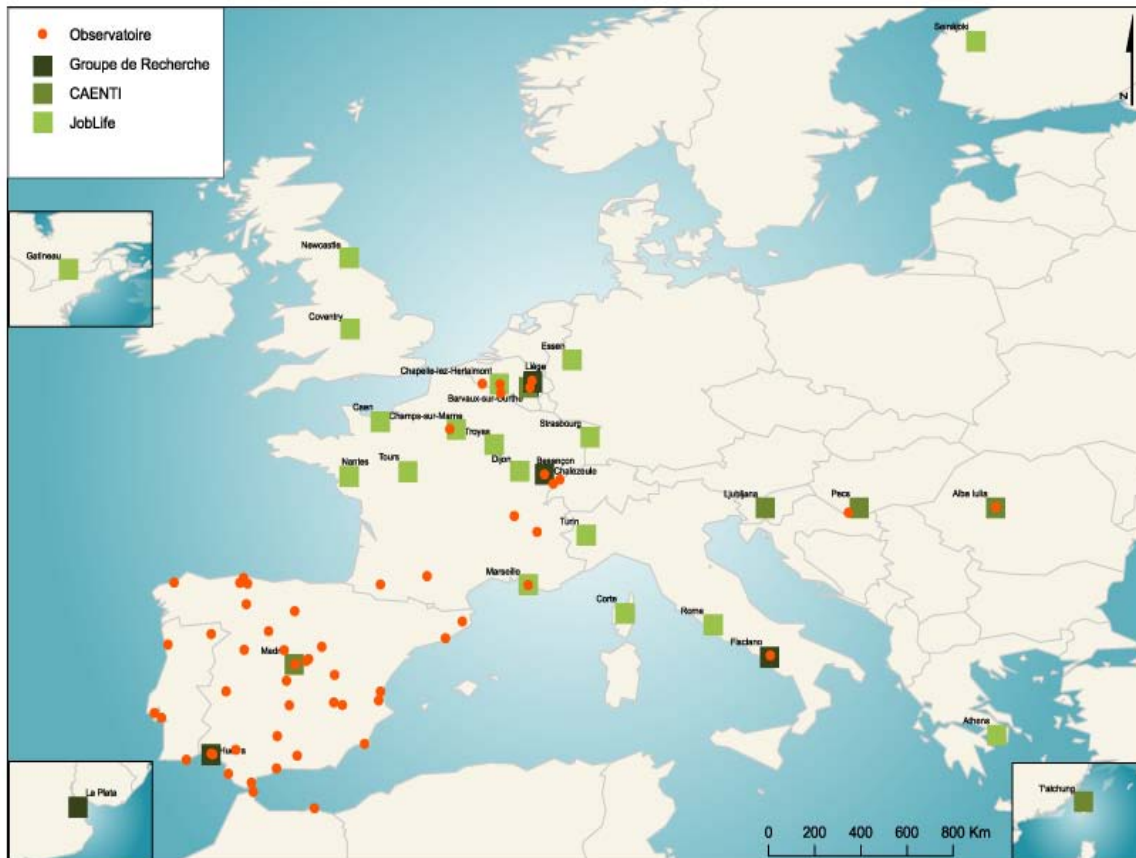 Observatoire
Groupe de Recherche
CAENTI
JobLife
Seinäjoki
N
Gatineau
Newcastle
Coventry
Essen
Liège
Chapelle-lez-Herlaimont
Barvaux-sur-Ourthe
Caen
Champs-sur-Marne
Troyes
Strasbourg
Nantes
Tours
Dijon
Besançon
Chalezeule
Ljubljana
Pecs
Alba Iulia
Turin
Marseille
Corte
Rome
Fisciano
Madr
Athena
Huelva
La Plata
T'aichung
0 200 400 600 800 Km